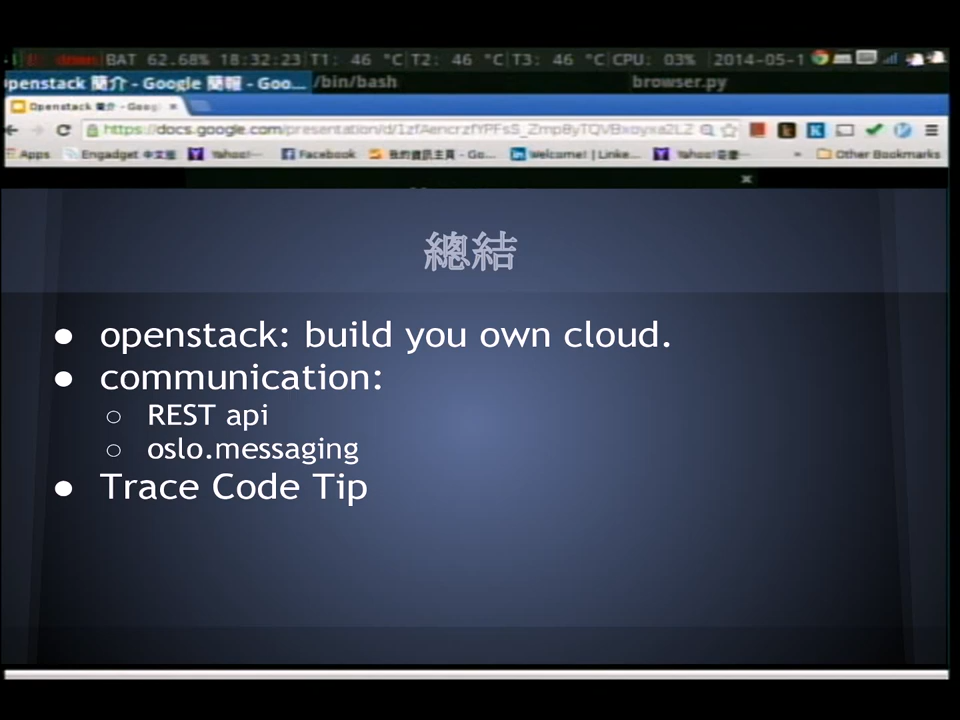 BAT 62.68% 18:32:23 T1: 46 °C T2: 46 °C T3: 46 °C CPU: 03% 2014-05-1
penstack 簡介 - Google 簡報 - Goo... /bin/bash browser.py
Openstack 簡介 - Goog
https://docs.google.com/presentation/d/
Apps Engadget 中文版 Yahoo! Facebook 我的資訊主頁 - Go... Welcome! | Linke... Yahoo!奇摩 » Other Bookmarks
總結
● openstack: build you own cloud.
● communication:
○ REST api
○ oslo.messaging
● Trace Code Tip